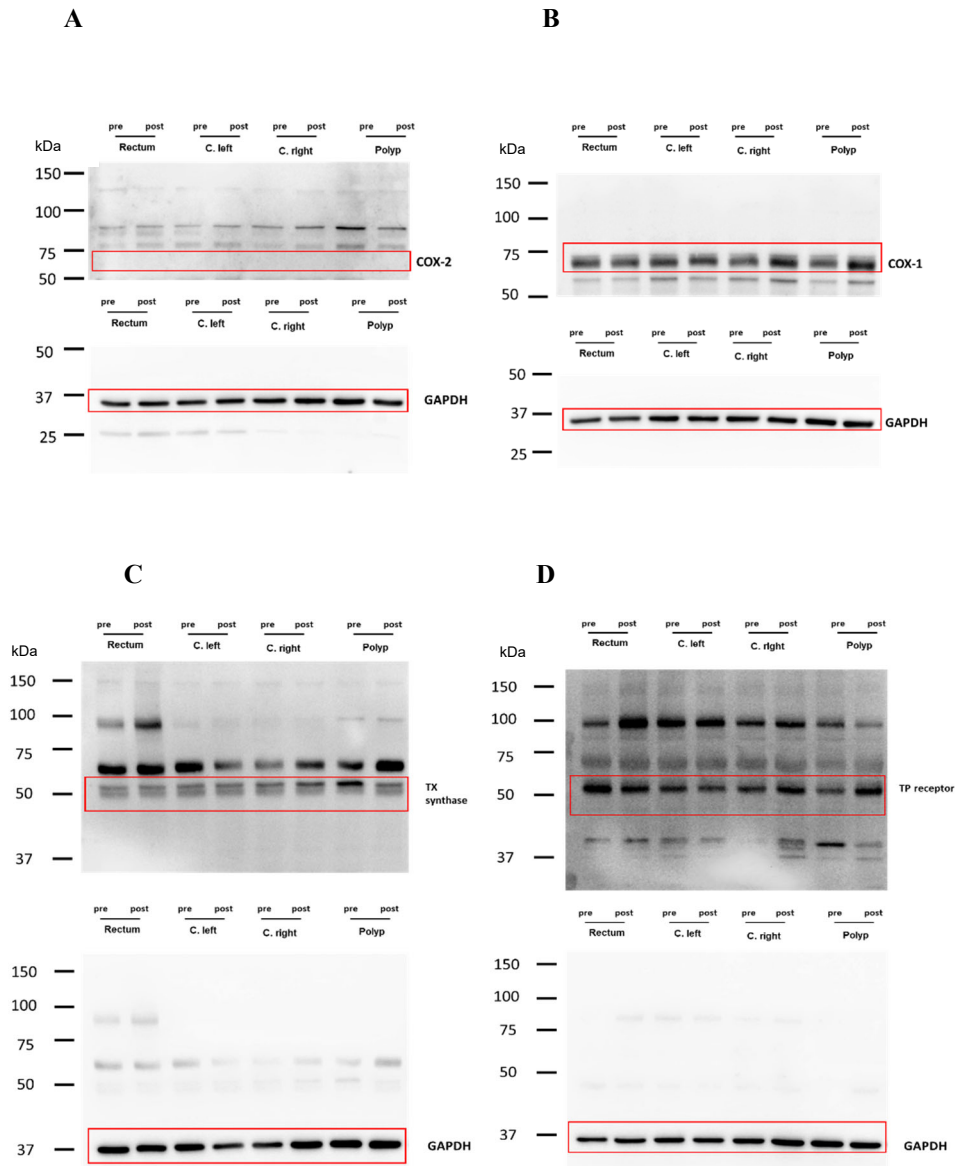 A
B
pre post pre post pre post pre post
Rectum C. left C. right Polyp
kDa
150
100
75
50
COX-2
pre post pre post pre post pre post
Rectum C. left C. right Polyp
50
37
25
GAPDH
pre post pre post pre post pre post
Rectum C. left C. right Polyp
kDa
150
100
75
50
COX-1
pre post pre post pre post pre post
Rectum C. left C. right Polyp
50
37
25
GAPDH
C
D
pre post pre post pre post pre post
Rectum C. left C. right Polyp
kDa
150
100
75
50
37
TX
synthase
pre post pre post pre post pre post
Rectum C. left C. right Polyp
150
100
75
50
37
GAPDH
pre post pre post pre post pre post
Rectum C. left C. right Polyp
kDa
150
100
75
50
37
TP receptor
pre post pre post pre post pre post
Rectum C. left C. right Polyp
150
100
75
50
37
GAPDH